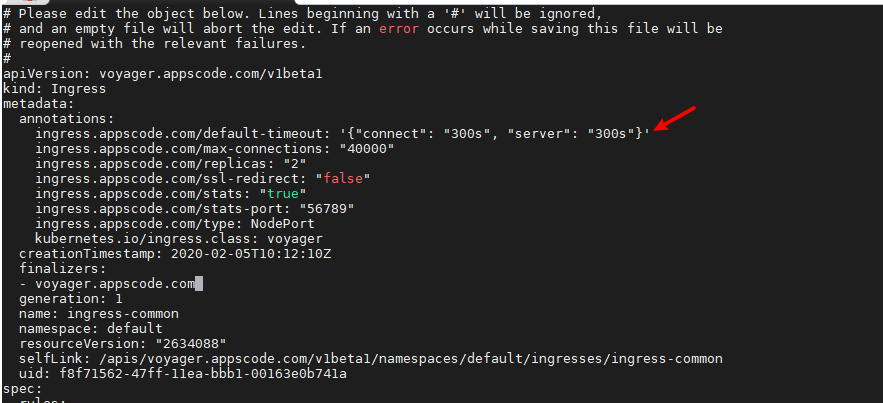 # Please edit the object below. Lines beginning with a '#' will be ignored,
# and an empty file will abort the edit. If an error occurs while saving this file will be
# reopened with the relevant failures.
#
apiVersion: voyager.appscode.com/v1beta1
kind: Ingress
metadata:
  annotations:
    ingress.appscode.com/default-timeout: '{"connect": "300s", "server": "300s"}'
    ingress.appscode.com/max-connections: "40000"
    ingress.appscode.com/replicas: "2"
    ingress.appscode.com/ssl-redirect: "false"
    ingress.appscode.com/stats: "true"
    ingress.appscode.com/stats-port: "56789"
    ingress.appscode.com/type: NodePort
    kubernetes.io/ingress.class: voyager
  creationTimestamp: 2020-02-05T10:12:10Z
  finalizers:
  - voyager.appscode.com
  generation: 1
  name: ingress-common
  namespace: default
  resourceVersion: "2634088"
  selfLink: /apis/voyager.appscode.com/v1beta1/namespaces/default/ingresses/ingress-common
  uid: f8f71562-47ff-11ea-bbb1-00163e0b741a
spec:
  rules: